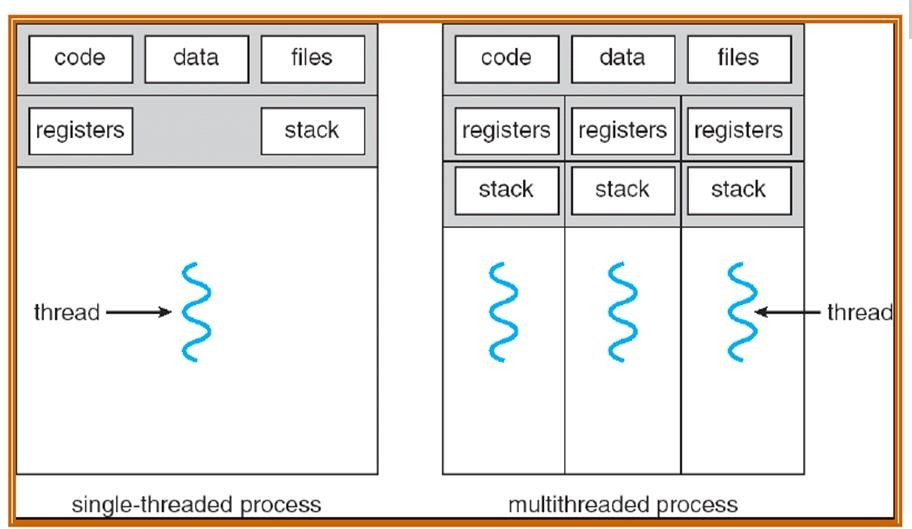 code data files
registers stack
thread
single-threaded process
code data files
registers registers registers
stack stack stack
thread
multithreaded process